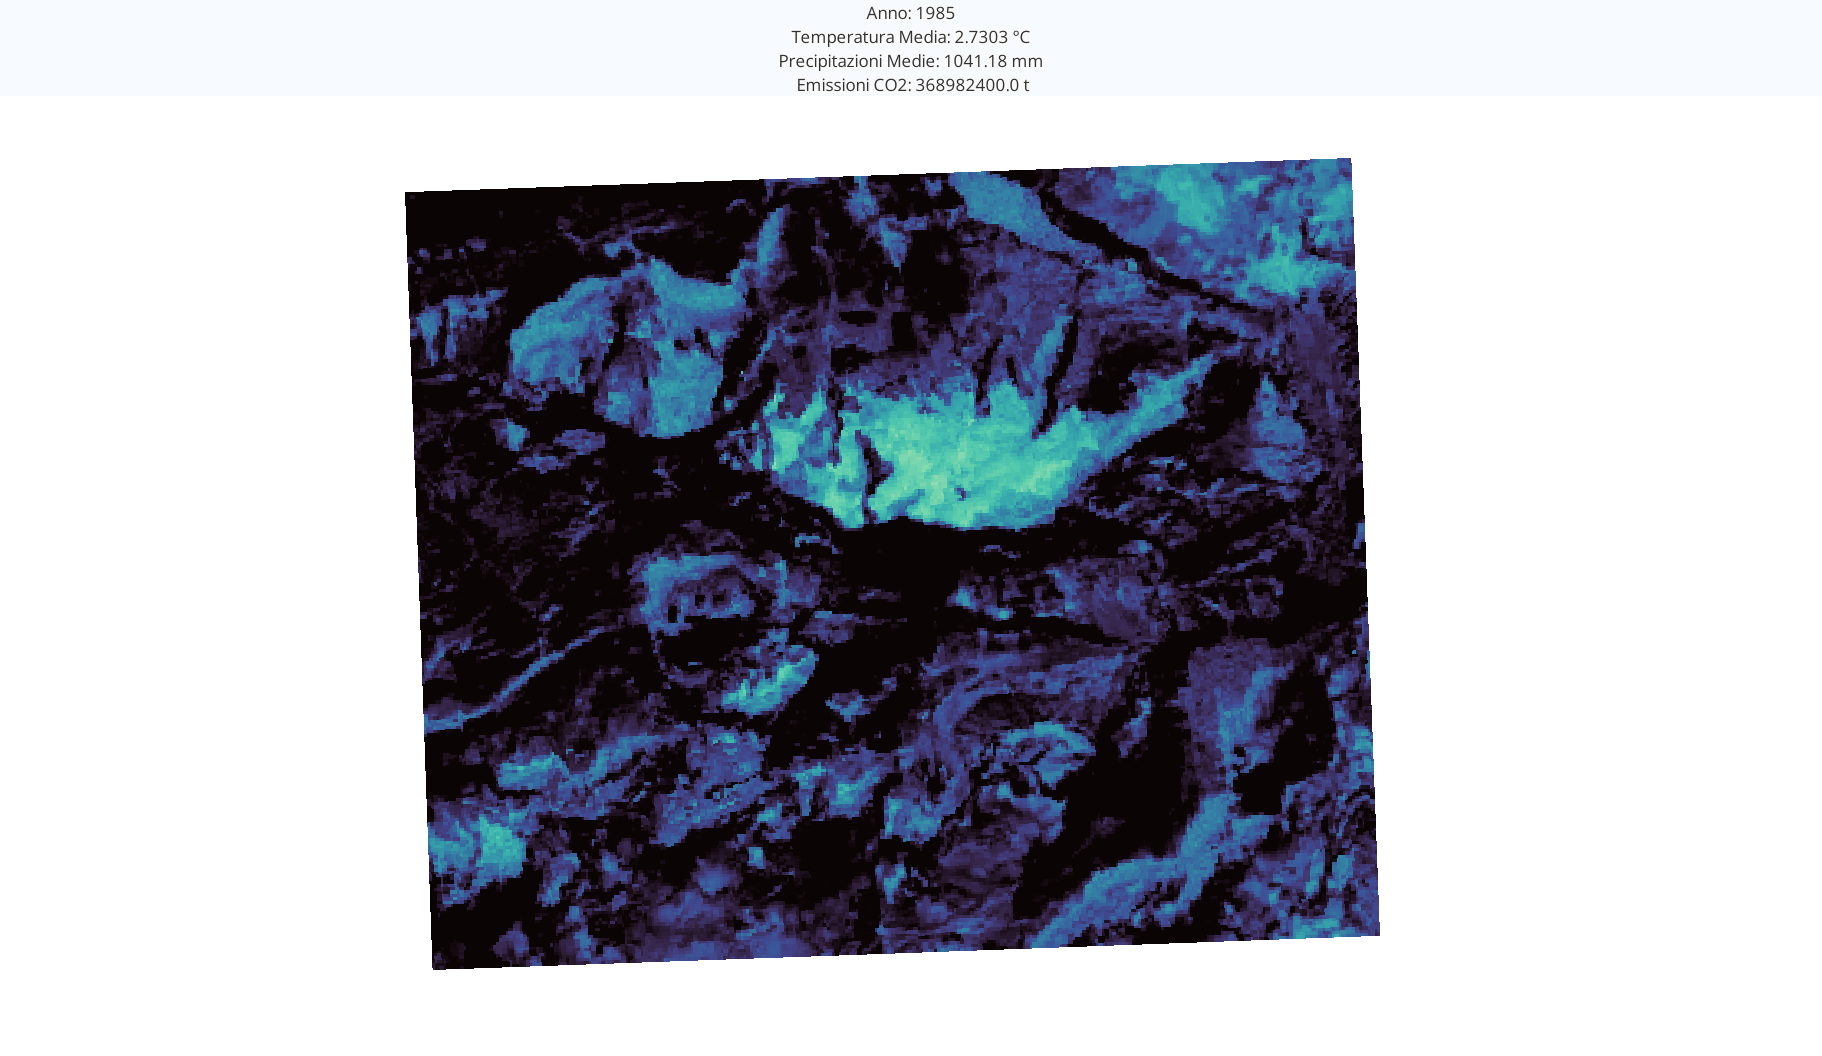 Anno: 1985
Temperatura Media: 2.7303 °C
Precipitazioni Medie: 1041.18 mm
Emissioni CO2: 368982400.0 t